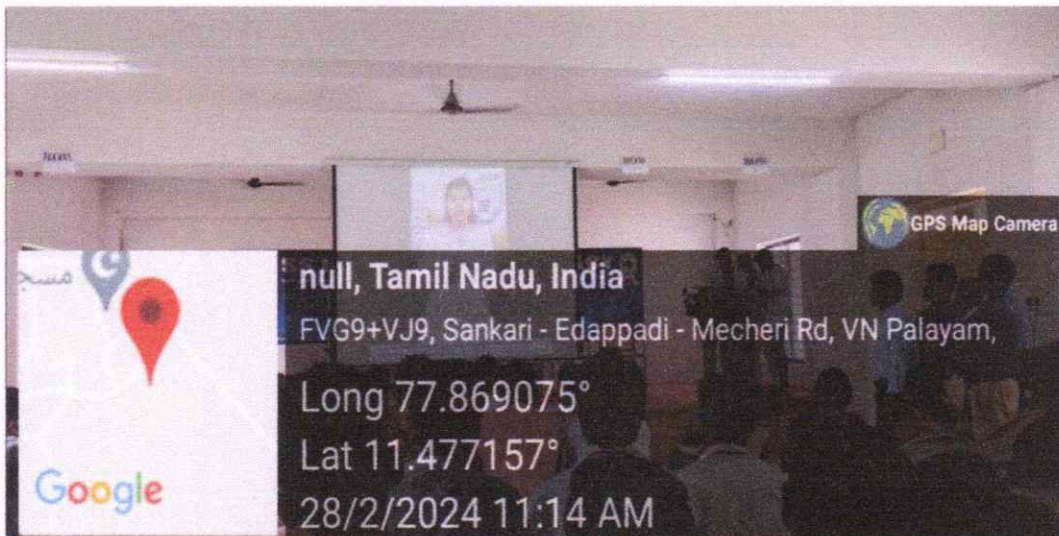 GPS Map Camera
مسجد
null, Tamil Nadu, India
FVG9+VJ9, Sankari - Edappadi - Mecheri Rd, VN Palayam,
Long 77.869075°
Lat 11.477157°
28/2/2024 11:14 AM
Google